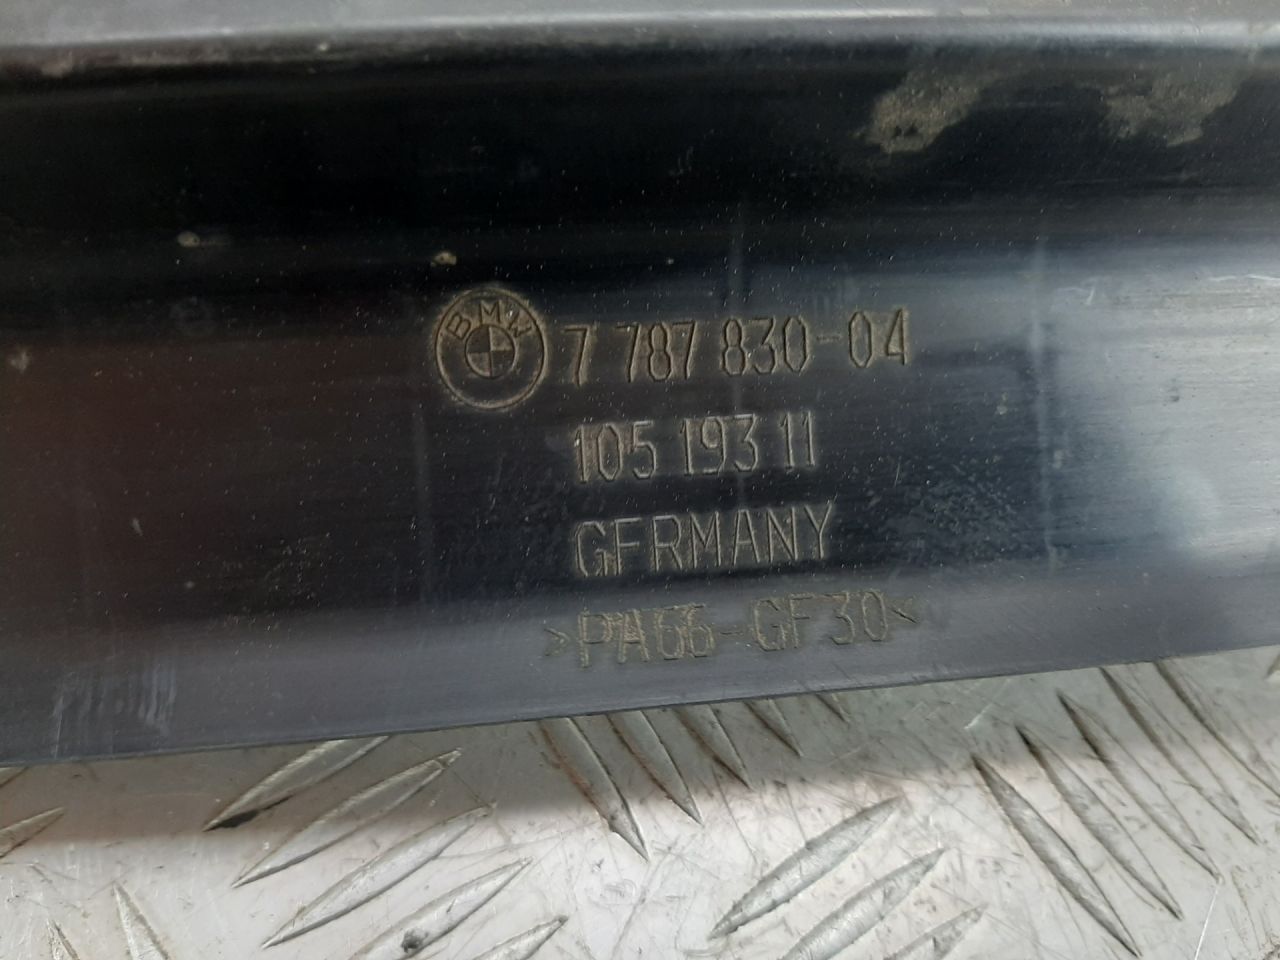 BMW 7 787 830-04
105 193 11
GERMANY
>PA66-GF30<